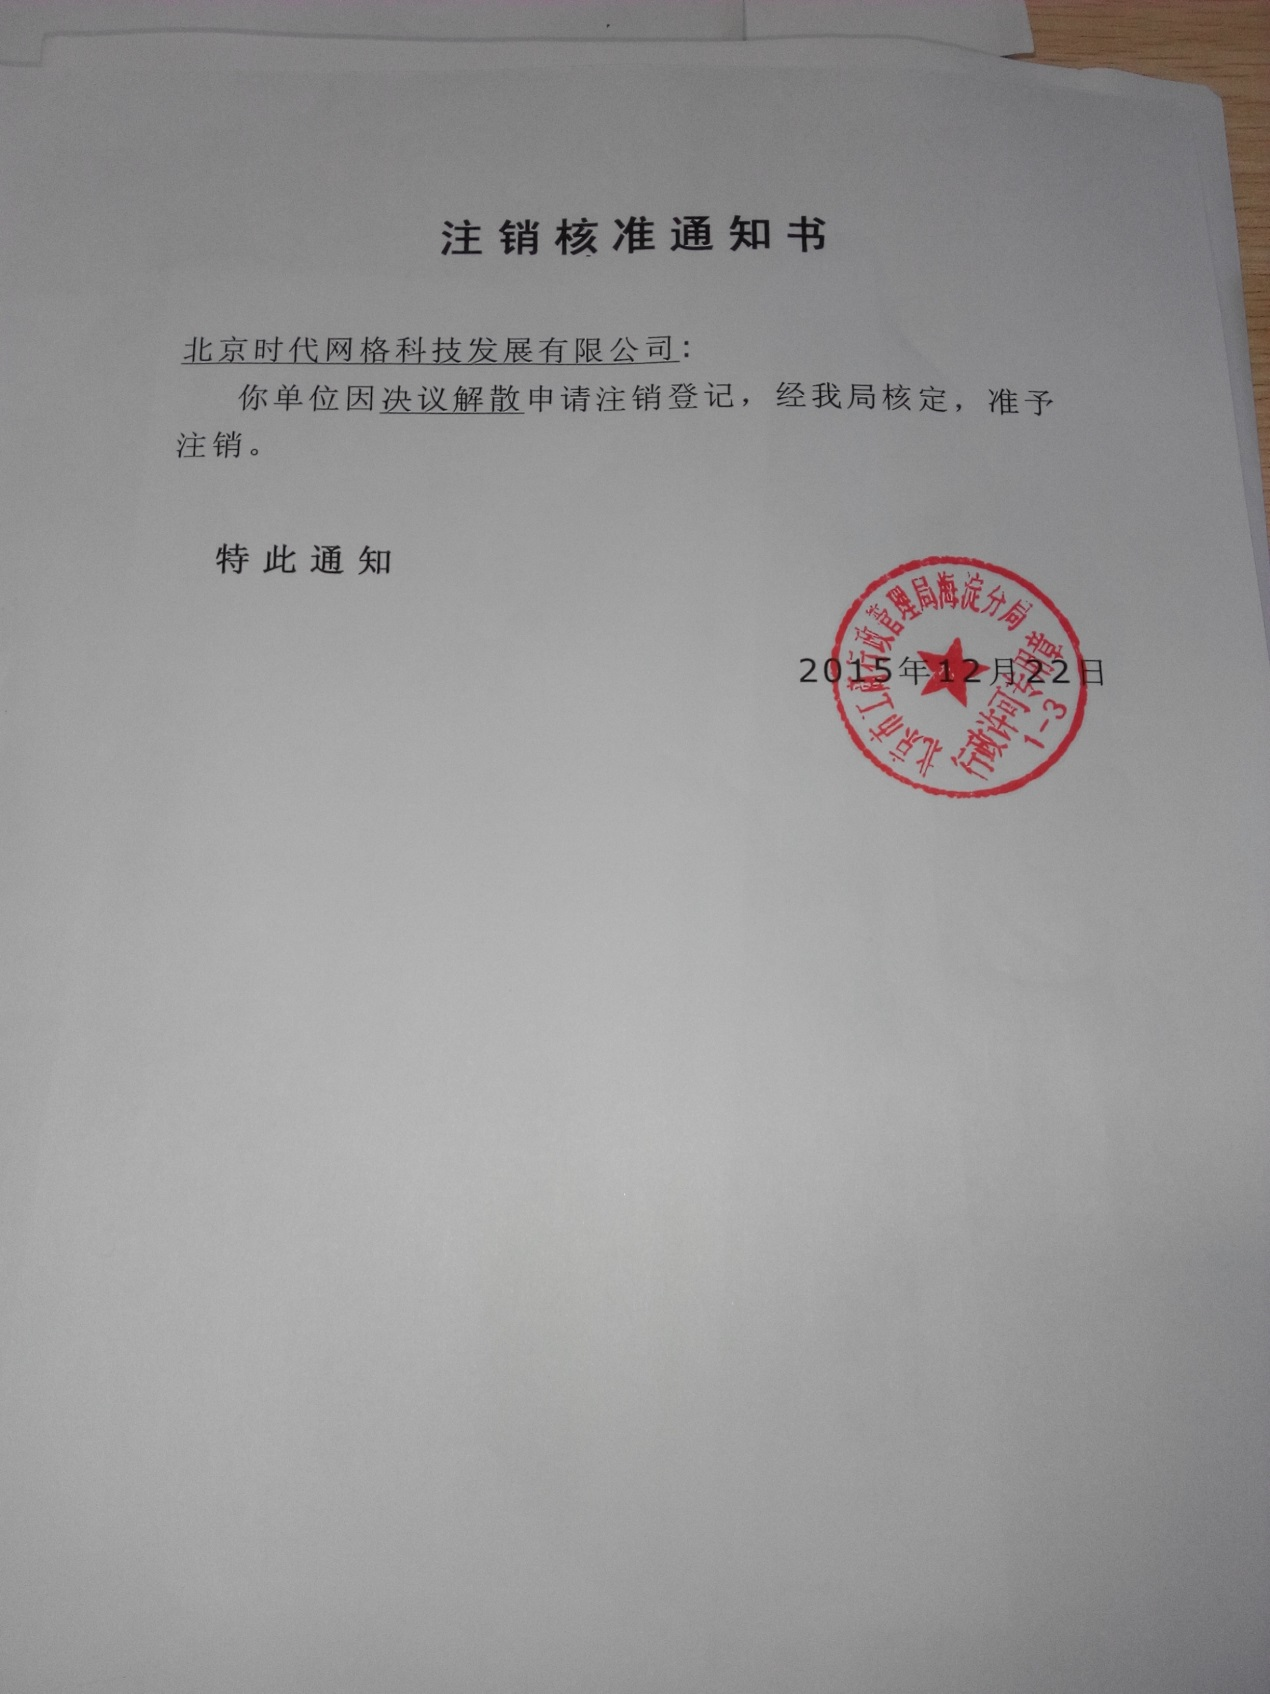 注销核准通知书
北京时代网格科技发展有限公司：
你单位因决议解散申请注销登记，经我局核定，准予
注销。
特此通知
2015年12月22日
北京市工商行政管理局海淀分局
行政许可专用章
1-3